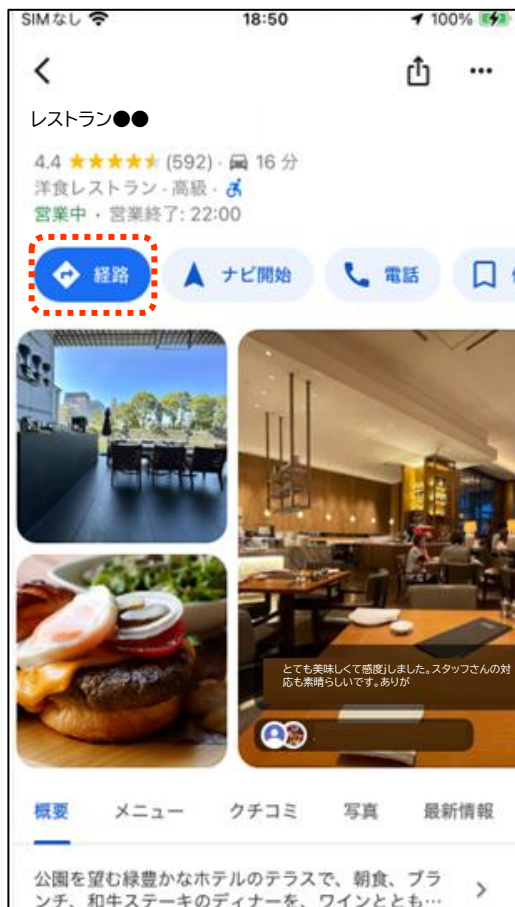 SIMなし 18:50 100%
レストラン●●
4.4 ★★★★★ (592)· 16 分
洋食レストラン · 高級 ·
営業中 · 営業終了: 22:00
経路 ナビ開始 電話
とても美味しくて感度しました。スタッフさんの対
応も素晴らしいです。ありが
概要 メニュー クチコミ 写真 最新情報
公園を望む緑豊かなホテルのテラスで、朝食、ブラ
ンチ、和牛ステーキのディナーを、ワインととも…